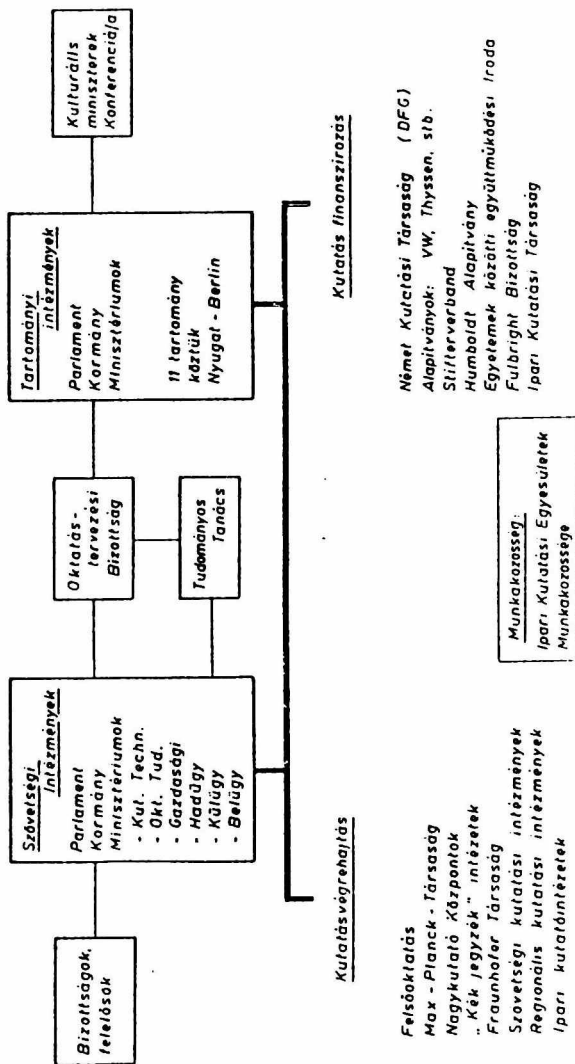 Bizottságok,
felelősök
Szövetségi
Intézmények
Parlament
Kormány
Minisztériumok
- Kut. Techn.
- Okt. Tud.
- Gazdasági
- Hadügy
- Külügy
- Belügy
Oktatás-
tervezési
Bizottság
Tudományos
Tanács
Tartományi
intézmények
Parlament
Kormány
Minisztériumok
11 tartomány
köztük
Nyugat - Berlin
Kulturális
miniszterek
Konferenciája
Kutatásvégrehajtás
Felsőoktatás
Max - Planck - Társaság
Nagykutató Központok
„Kék jegyzék" intézetek
Fraunhofer Társaság
Szövetségi kutatási intézmények
Regionális kutatási intézmények
Ipari kutatóintézetek
Munkaközösség:
Ipari Kutatási Egyesületek
Munkaközössége
Kutatás finanszírozás
Német Kutatási Társaság (DFG)
Alapítványok: VW, Thyssen, stb.
Stifterverband
Humboldt Alapítvány
Egyetemek közötti együttműködési Iroda
Fulbright Bizottság
Ipari Kutatási Társaság